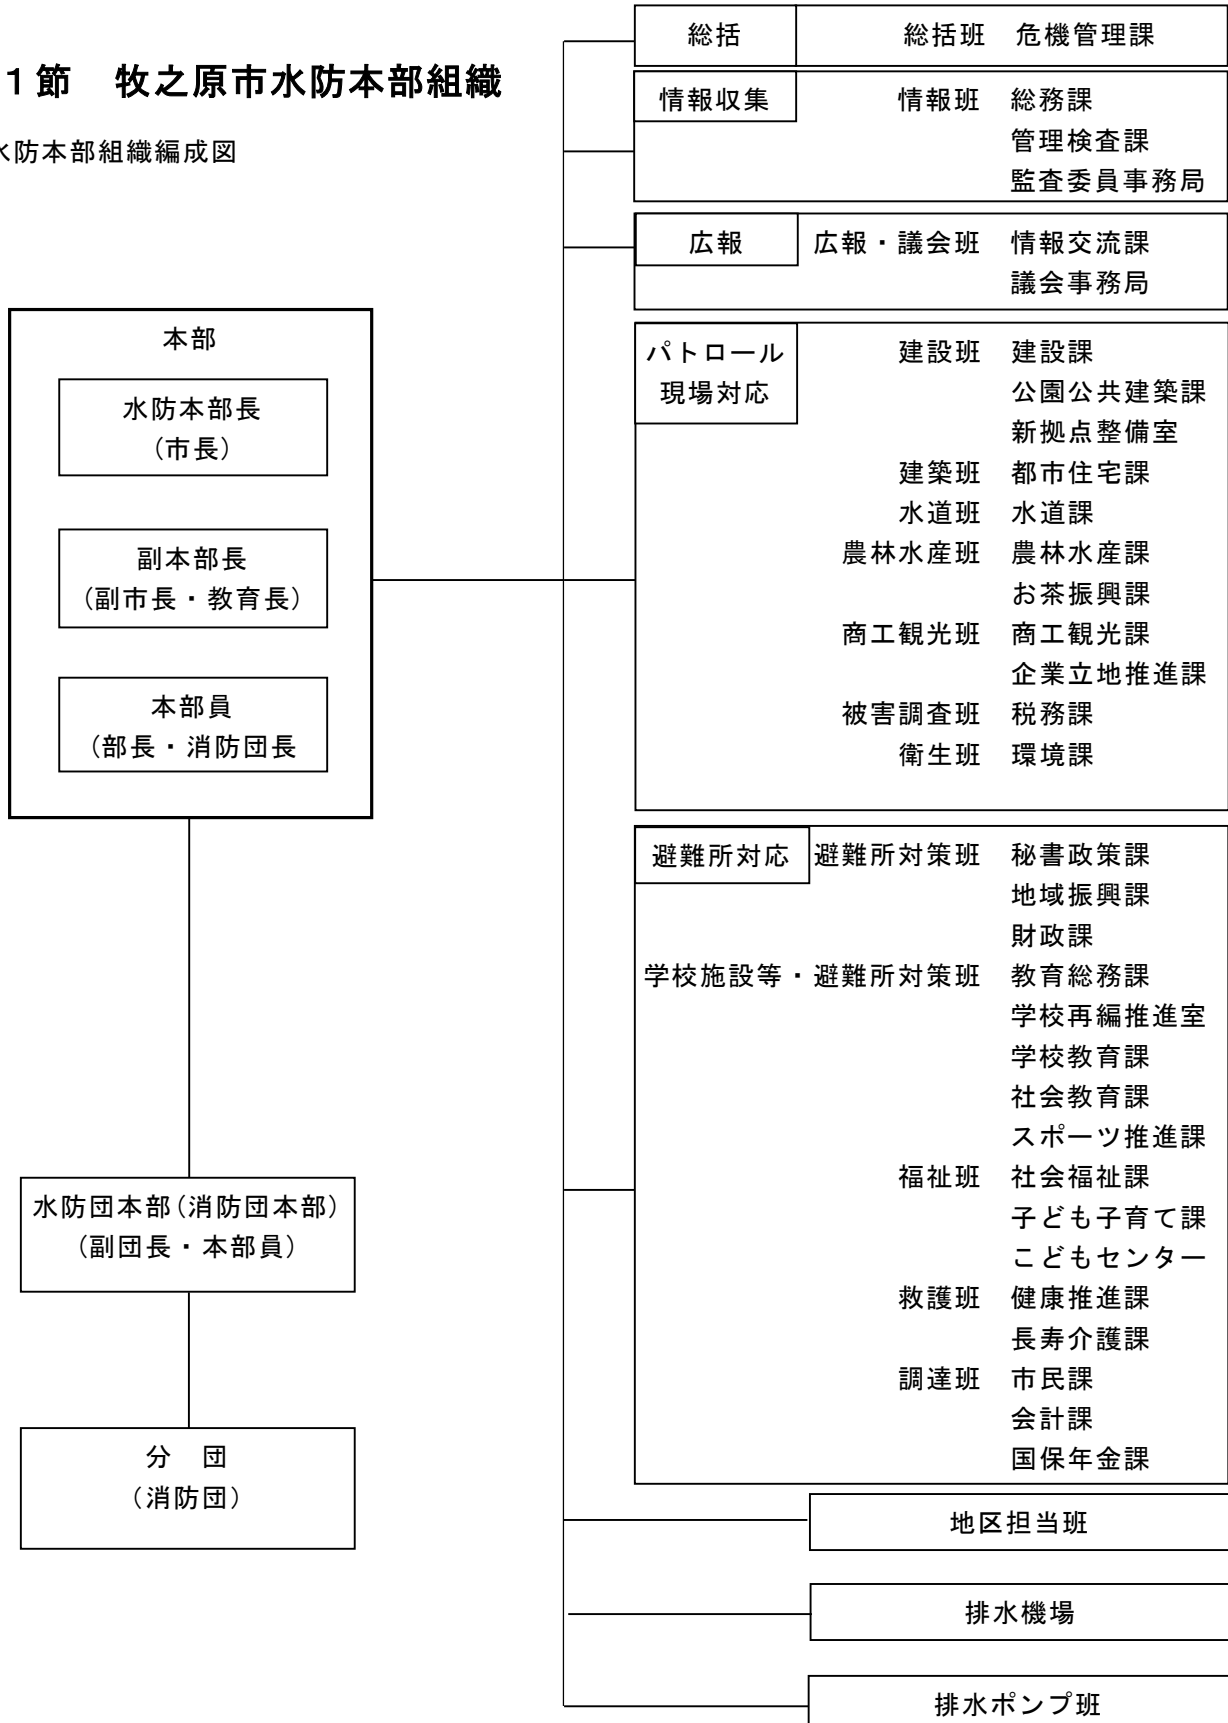 1節　牧之原市水防本部組織
水防本部組織編成図
本部
水防本部長
(市長)
副本部長
(副市長・教育長)
本部員
(部長・消防団長
水防団本部(消防団本部)
(副団長・本部員)
分　団
(消防団)
総括　総括班　危機管理課
情報収集　情報班　総務課
管理検査課
監査委員事務局
広報　広報・議会班　情報交流課
議会事務局
パトロール　建設班　建設課
現場対応　公園公共建築課
新拠点整備室
建築班　都市住宅課
水道班　水道課
農林水産班　農林水産課
お茶振興課
商工観光班　商工観光課
企業立地推進課
被害調査班　税務課
衛生班　環境課
避難所対応　避難所対策班　秘書政策課
地域振興課
財政課
学校施設等・避難所対策班　教育総務課
学校再編推進室
学校教育課
社会教育課
スポーツ推進課
福祉班　社会福祉課
子ども子育て課
こどもセンター
救護班　健康推進課
長寿介護課
調達班　市民課
会計課
国保年金課
地区担当班
排水機場
排水ポンプ班